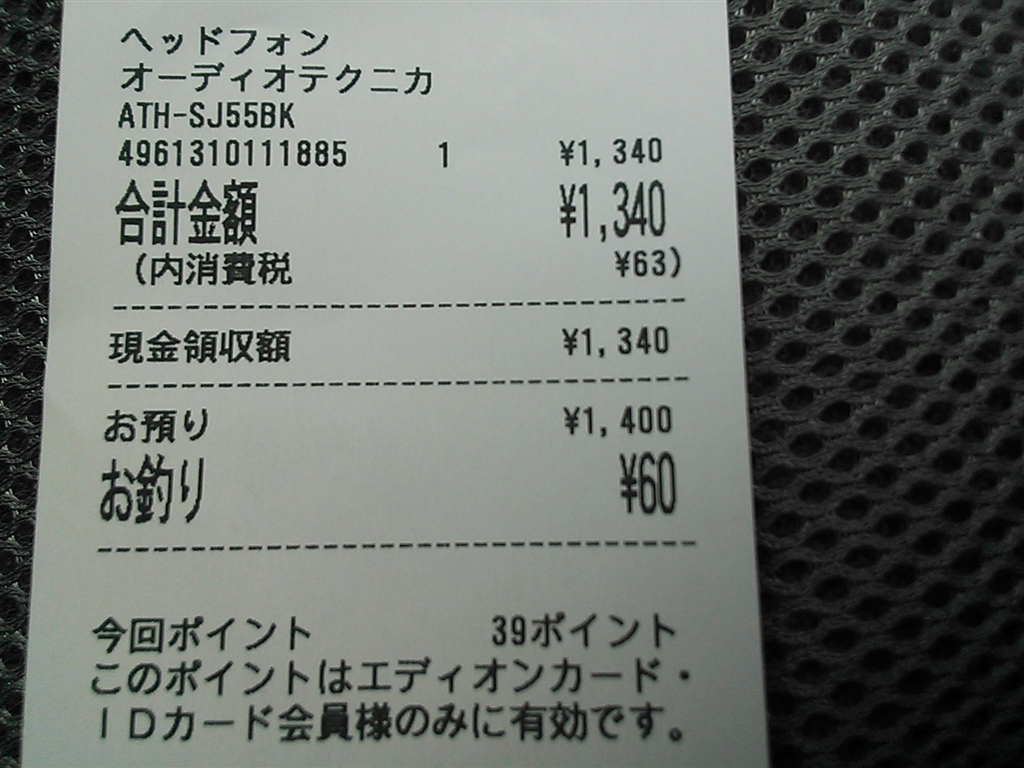 ヘッドフォン
オーディオテクニカ
ATH-SJ55BK
4961310111885 1 ¥1,340
合計金額 ¥1,340
(内消費税 ¥63)
現金領収額 ¥1,340
お預り ¥1,400
お釣り ¥60
今回ポイント 39ポイント
このポイントはエディオンカード・
IDカード会員様のみに有効です。